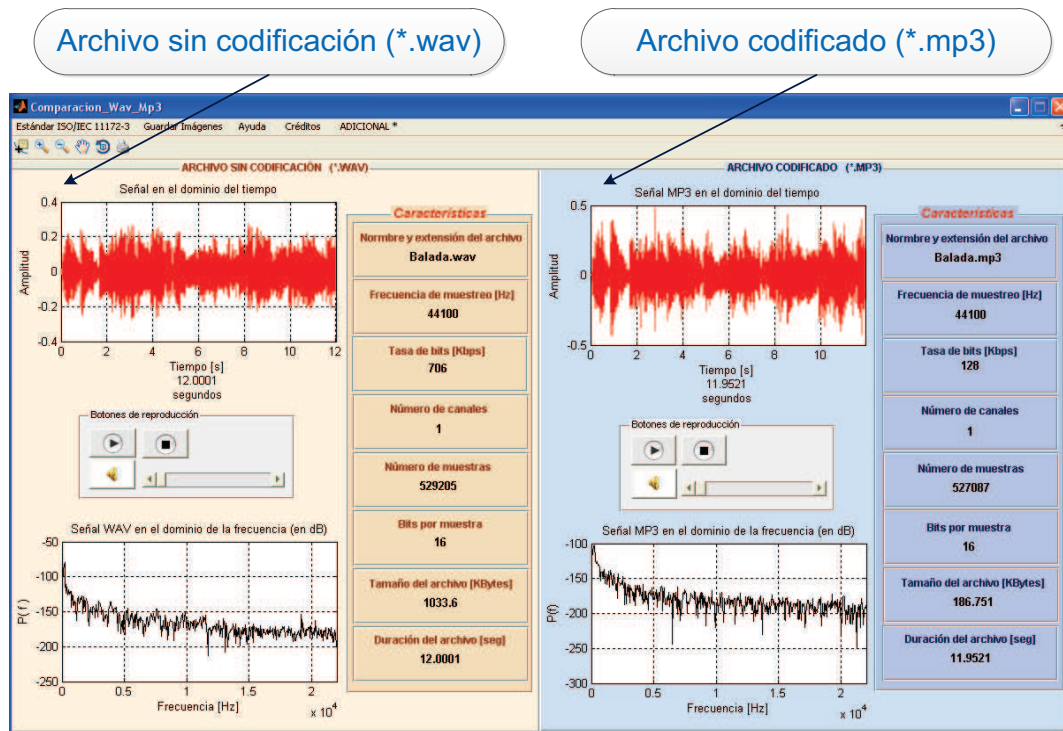 Archivo sin codificación (*.wav)
Archivo codificado (*.mp3)
Comparacion_Wav_Mp3
Estándar ISO/IEC 11172-3 Guardar Imágenes Ayuda Créditos ADICIONAL *
ARCHIVO SIN CODIFICACIÓN (*.WAV)
Señal en el dominio del tiempo
0.4
0.2
0
-0.2
-0.4
Amplitud
0 2 4 6 8 10 12
Tiempo [s]
12.0001
segundos
Botones de reproducción
Señal WAV en el dominio de la frecuencia (en dB)
-50
-100
-150
-200
-250
P( f )
0 0.5 1 1.5 2
Frecuencia [Hz]
x 10^4
Características
Normbre y extensión del archivo
Balada.wav
Frecuencia de muestreo [Hz]
44100
Tasa de bits [Kbps]
706
Número de canales
1
Número de muestras
529205
Bits por muestra
16
Tamaño del archivo [KBytes]
1033.6
Duración del archivo [seg]
12.0001
ARCHIVO CODIFICADO (*.MP3)
Señal MP3 en el dominio del tiempo
0.5
0
-0.5
Amplitud
0 2 4 6 8 10
Tiempo [s]
11.9521
segundos
Botones de reproducción
Señal MP3 en el dominio de la frecuencia (en dB)
-100
-150
-200
-250
-300
P(f)
0 0.5 1 1.5 2
Frecuencia [Hz]
x 10^4
Características
Normbre y extensión del archivo
Balada.mp3
Frecuencia de muestreo [Hz]
44100
Tasa de bits [Kbps]
128
Número de canales
1
Número de muestras
527087
Bits por muestra
16
Tamaño del archivo [KBytes]
186.751
Duración del archivo [seg]
11.9521